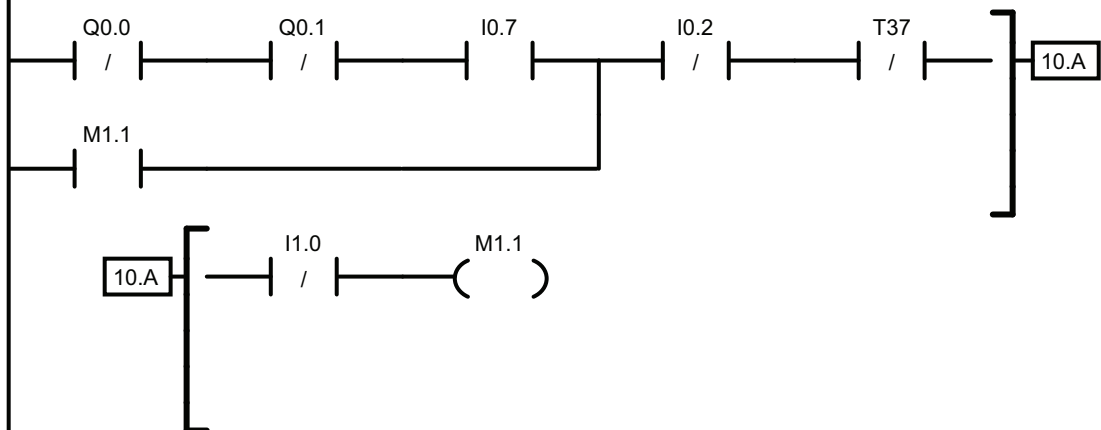 Q0.0 Q0.1 I0.7 I0.2 T37
/ / / / 10.A
M1.1
I1.0 M1.1
10.A /